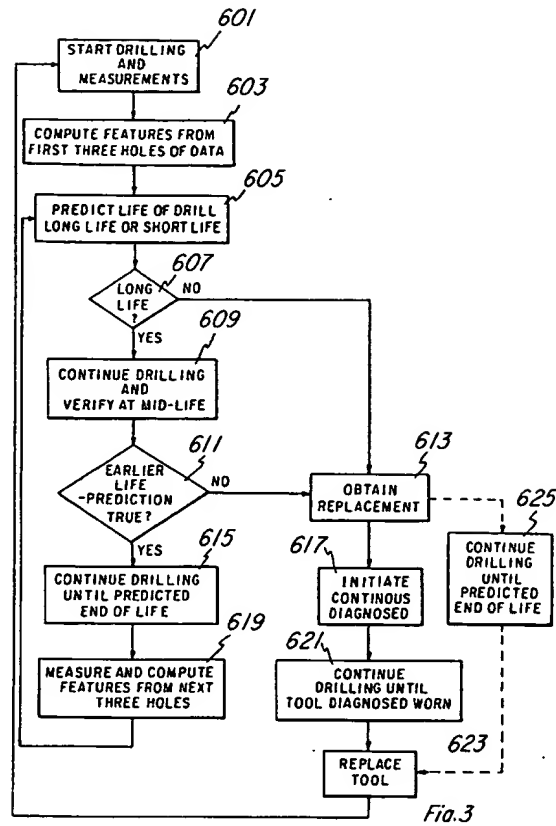 601
START DRILLING
AND
MEASUREMENTS
603
COMPUTE FEATURES FROM
FIRST THREE HOLES OF DATA
605
PREDICT LIFE OF DRILL
LONG LIFE OR SHORT LIFE
607
LONG
LIFE
?
NO
YES
609
CONTINUE DRILLING
AND
VERIFY AT MID-LIFE
611
EARLIER
LIFE
-PREDICTION
TRUE?
NO
YES
613
OBTAIN
REPLACEMENT
615
CONTINUE DRILLING
UNTIL PREDICTED
END OF LIFE
617
INITIATE
CONTINOUS
DIAGNOSED
625
CONTINUE
DRILLING
UNTIL
PREDICTED
END OF LIFE
619
MEASURE AND COMPUTE
FEATURES FROM NEXT
THREE HOLES
621
CONTINUE
DRILLING UNTIL
TOOL DIAGNOSED WORN
623
REPLACE
TOOL
Fig.3